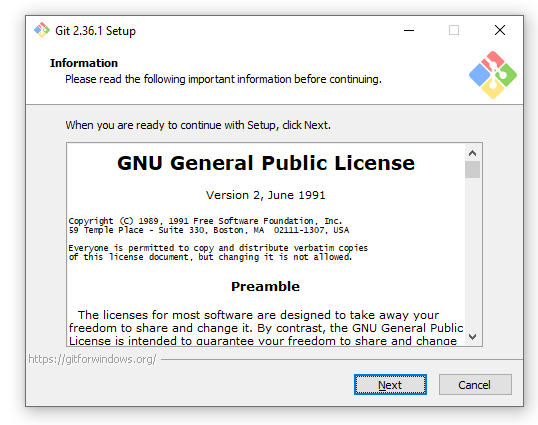 Git 2.36.1 Setup
Information
Please read the following important information before continuing.
When you are ready to continue with Setup, click Next.
GNU General Public License
Version 2, June 1991
Copyright (C) 1989, 1991 Free Software Foundation, Inc.
59 Temple Place - Suite 330, Boston, MA  02111-1307, USA
Everyone is permitted to copy and distribute verbatim copies
of this license document, but changing it is not allowed.
Preamble
The licenses for most software are designed to take away your
freedom to share and change it. By contrast, the GNU General Public
License is intended to guarantee your freedom to share and change
https://gitforwindows.org/
Next
Cancel